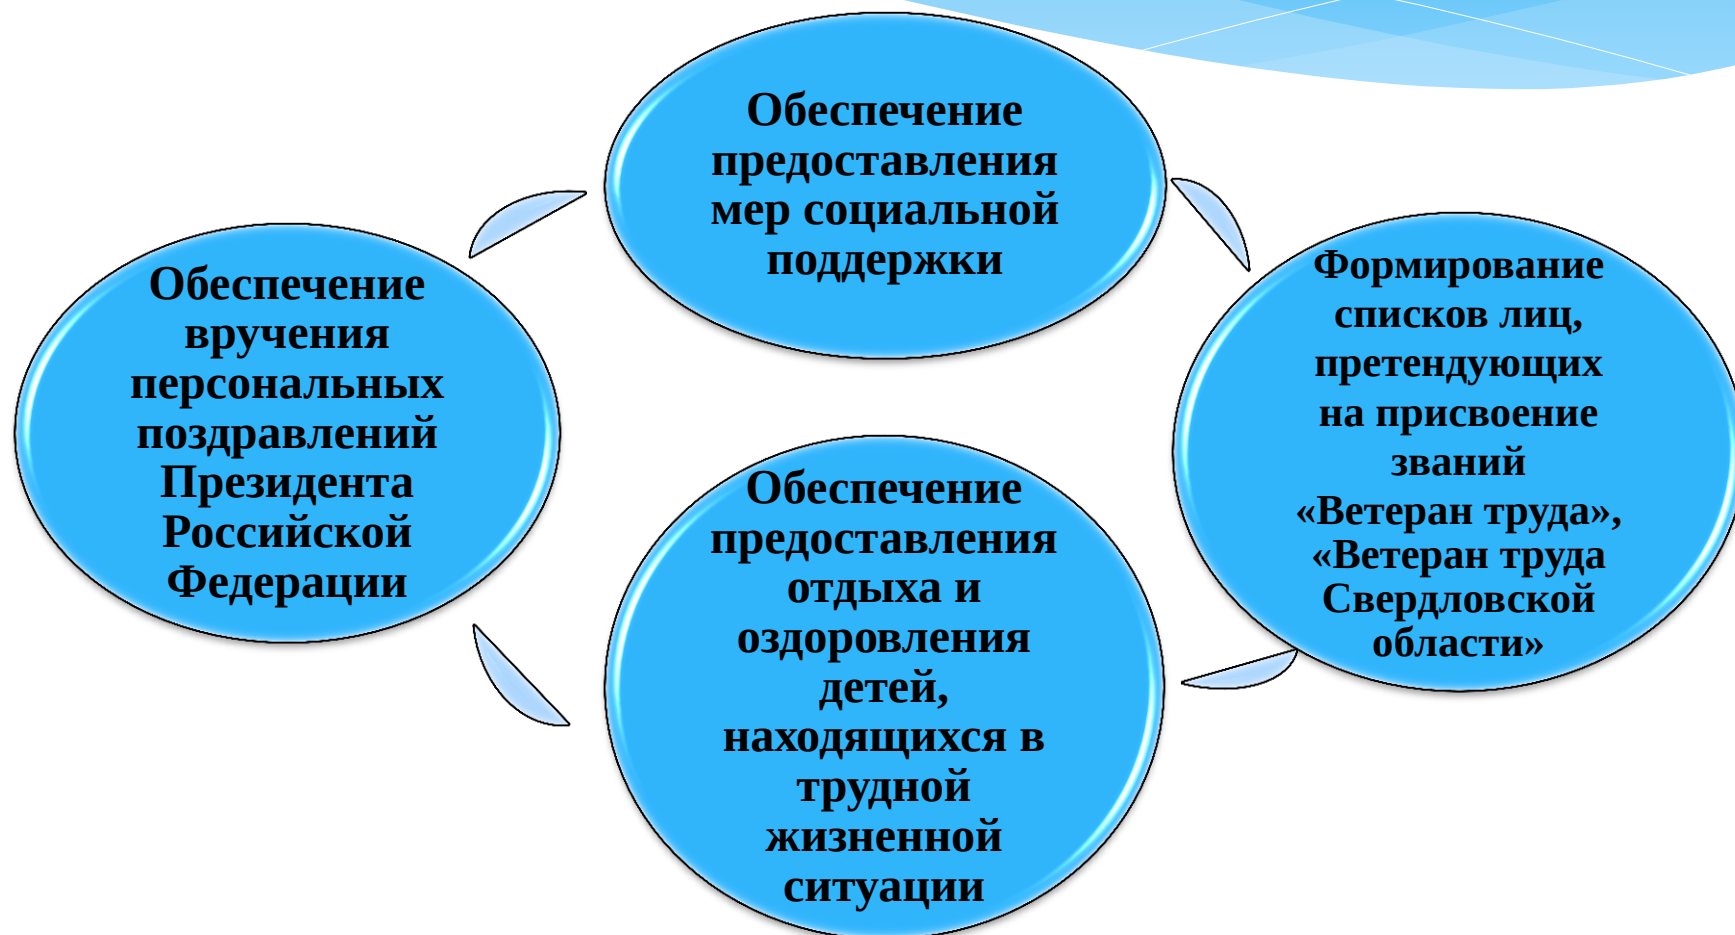 Обеспечение
предоставления
мер социальной
поддержки
Обеспечение
вручения
персональных
поздравлений
Президента
Российской
Федерации
Формирование
списков лиц,
претендующих
на присвоение
званий
«Ветеран труда»,
«Ветеран труда
Свердловской
области»
Обеспечение
предоставления
отдыха и
оздоровления
детей,
находящихся в
трудной
жизненной
ситуации